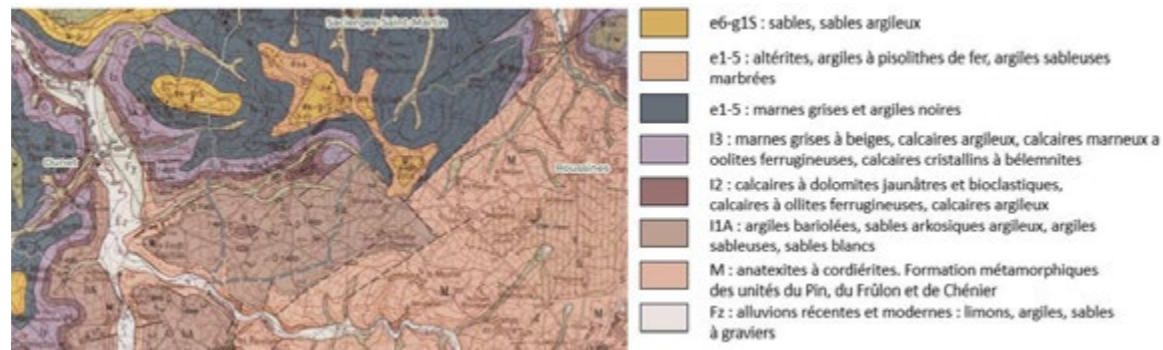 Sacierges-Saint-Martin
Roussines
e6-g1S : sables, sables argileux
e1-5 : altérites, argiles à pisolithes de fer, argiles sableuses
marbrées
e1-5 : marnes grises et argiles noires
l3 : marnes grises à beiges, calcaires argileux, calcaires marneux a
oolites ferrugineuses, calcaires cristallins à bélemnites
l2 : calcaires à dolomites jaunâtres et bioclastiques,
calcaires à ollites ferrugineuses, calcaires argileux
l1A : argiles bariolées, sables arkosiques argileux, argiles
sableuses, sables blancs
M : anatexites à cordiérites. Formation métamorphiques
des unités du Pin, du Frûlon et de Chénier
Fz : alluvions récentes et modernes : limons, argiles, sables
à graviers